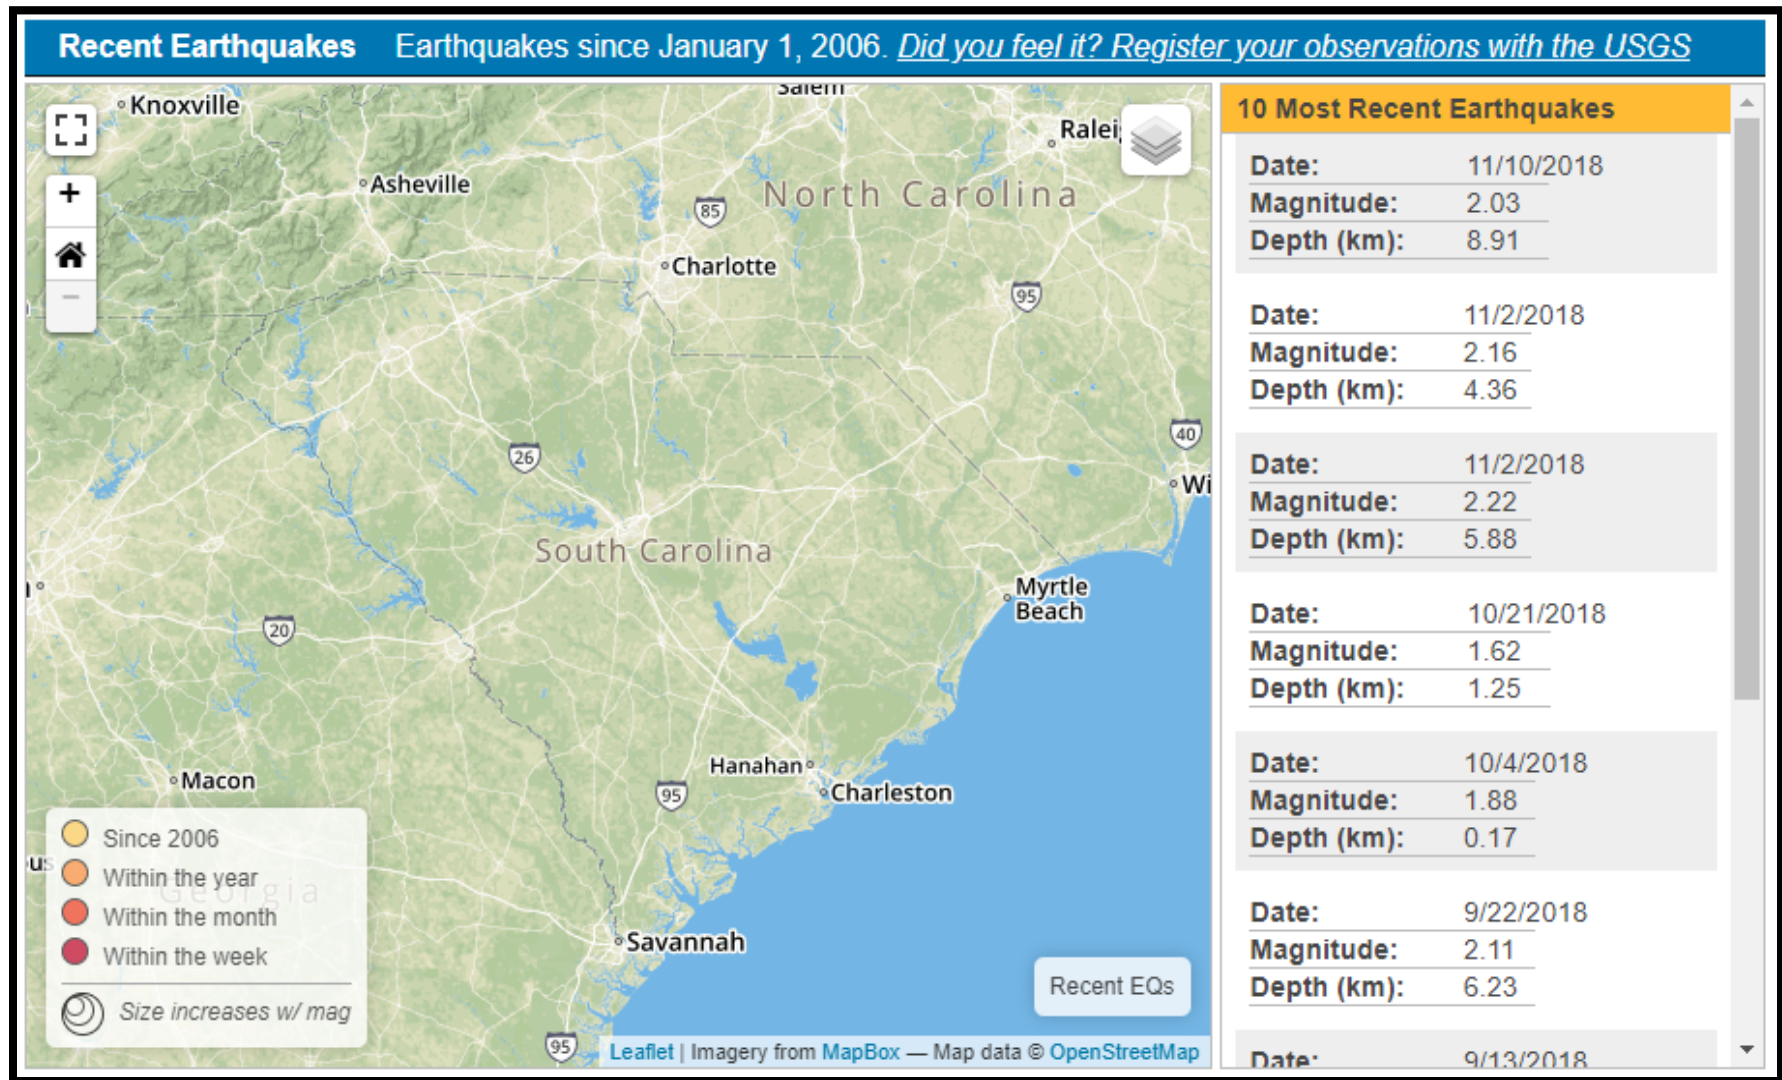 Recent Earthquakes Earthquakes since January 1, 2006. Did you feel it? Register your observations with the USGS
Knoxville
Salem
Asheville
North Carolina
85
Charlotte
95
26
40
South Carolina
Myrtle
Beach
20
Macon
Hanahan
95
Charleston
Georgia
Savannah
95
Since 2006
Within the year
Within the month
Within the week
Size increases w/ mag
Recent EQs
Leaflet | Imagery from MapBox — Map data © OpenStreetMap
10 Most Recent Earthquakes
Date: 11/10/2018
Magnitude: 2.03
Depth (km): 8.91
Date: 11/2/2018
Magnitude: 2.16
Depth (km): 4.36
Date: 11/2/2018
Magnitude: 2.22
Depth (km): 5.88
Date: 10/21/2018
Magnitude: 1.62
Depth (km): 1.25
Date: 10/4/2018
Magnitude: 1.88
Depth (km): 0.17
Date: 9/22/2018
Magnitude: 2.11
Depth (km): 6.23
Date: 9/13/2018